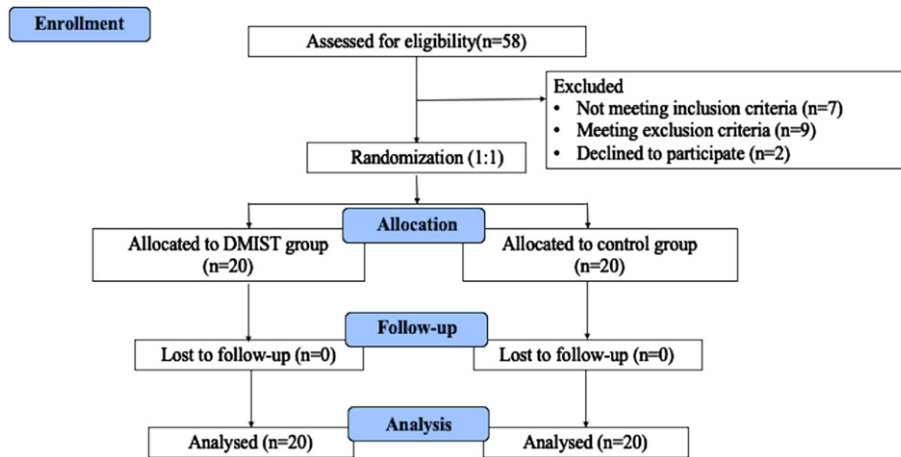 Enrollment
Assessed for eligibility(n=58)
Excluded
• Not meeting inclusion criteria (n=7)
• Meeting exclusion criteria (n=9)
• Declined to participate (n=2)
Randomization (1:1)
Allocation
Allocated to DMIST group
(n=20)
Allocated to control group
(n=20)
Follow-up
Lost to follow-up (n=0)
Lost to follow-up (n=0)
Analysis
Analysed (n=20)
Analysed (n=20)